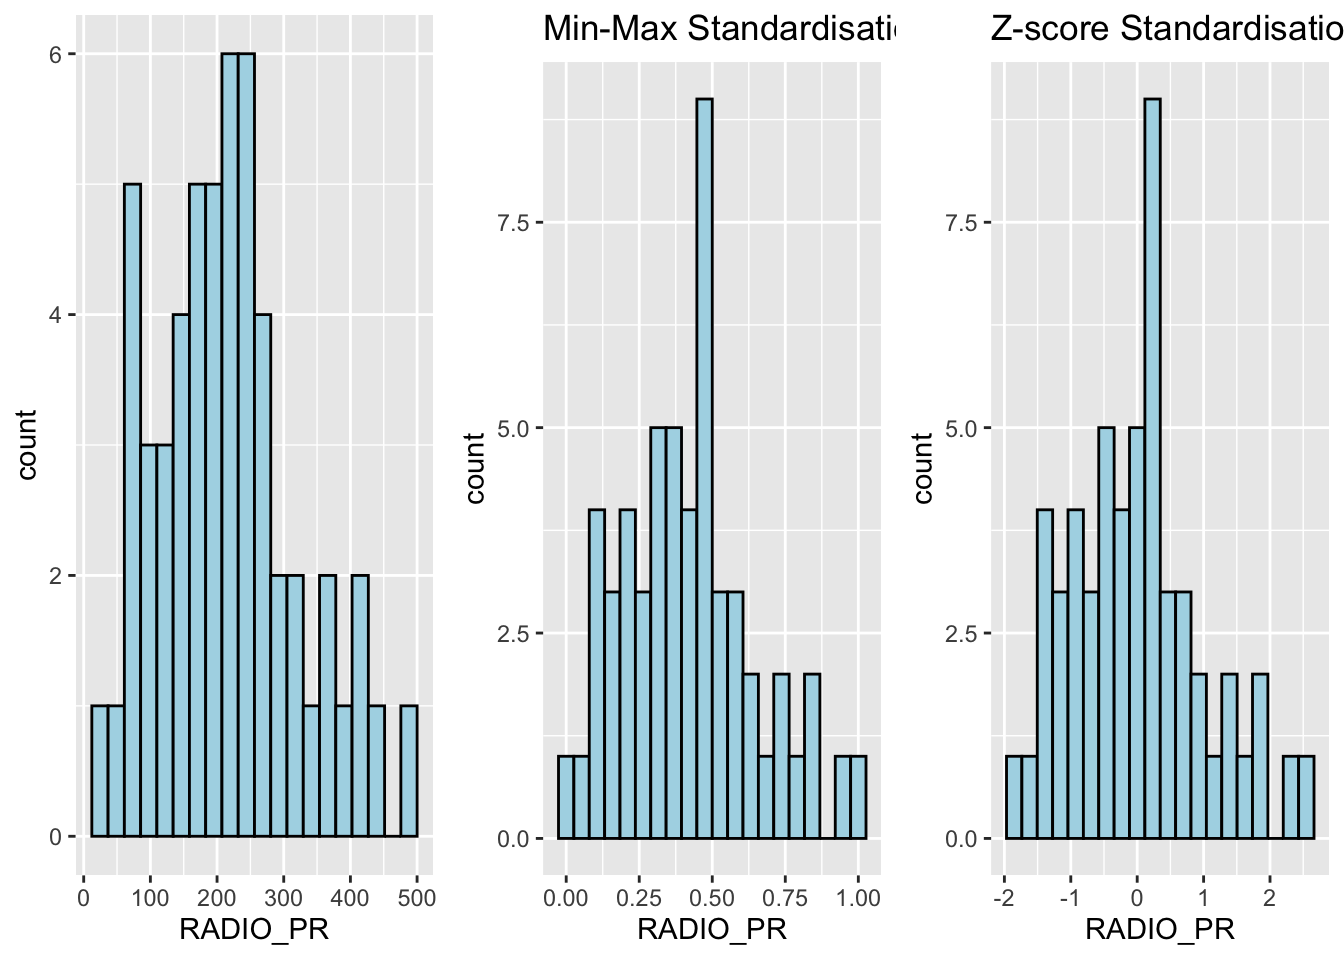 6
4
2
0
count
0 100 200 300 400 500
RADIO_PR
Min-Max Standardisatio
7.5
5.0
2.5
0.0
count
0.00 0.25 0.50 0.75 1.00
RADIO_PR
Z-score Standardisatio
7.5
5.0
2.5
0.0
count
-2 -1 0 1 2
RADIO_PR